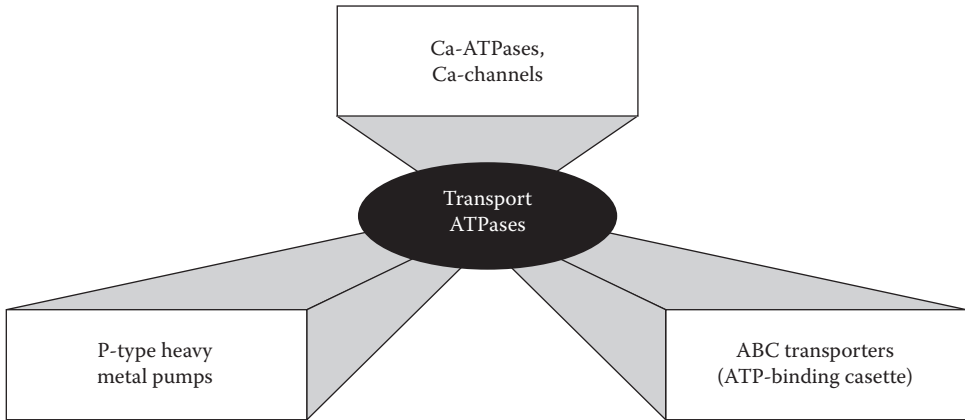 Ca-ATPases,
Ca-channels
Transport
ATPases
P-type heavy
metal pumps
ABC transporters
(ATP-binding casette)